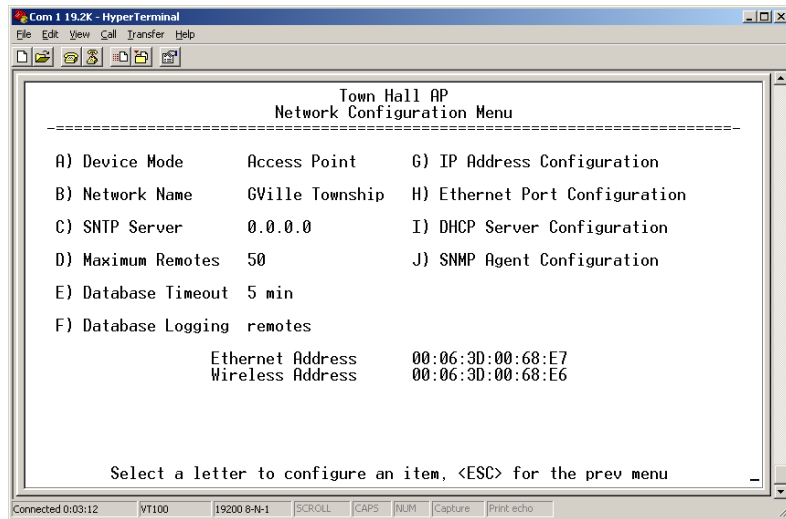 Com 1 19.2K - HyperTerminal
File Edit View Call Transfer Help
Town Hall AP
Network Configuration Menu
-==========================================================================-
A) Device Mode Access Point G) IP Address Configuration
B) Network Name GVille Township H) Ethernet Port Configuration
C) SNTP Server 0.0.0.0 I) DHCP Server Configuration
D) Maximum Remotes 50 J) SNMP Agent Configuration
E) Database Timeout 5 min
F) Database Logging remotes
Ethernet Address 00:06:3D:00:68:E7
Wireless Address 00:06:3D:00:68:E6
Select a letter to configure an item, <ESC> for the prev menu _
Connected 0:03:12 VT100 19200 8-N-1 SCROLL CAPS NUM Capture Print echo